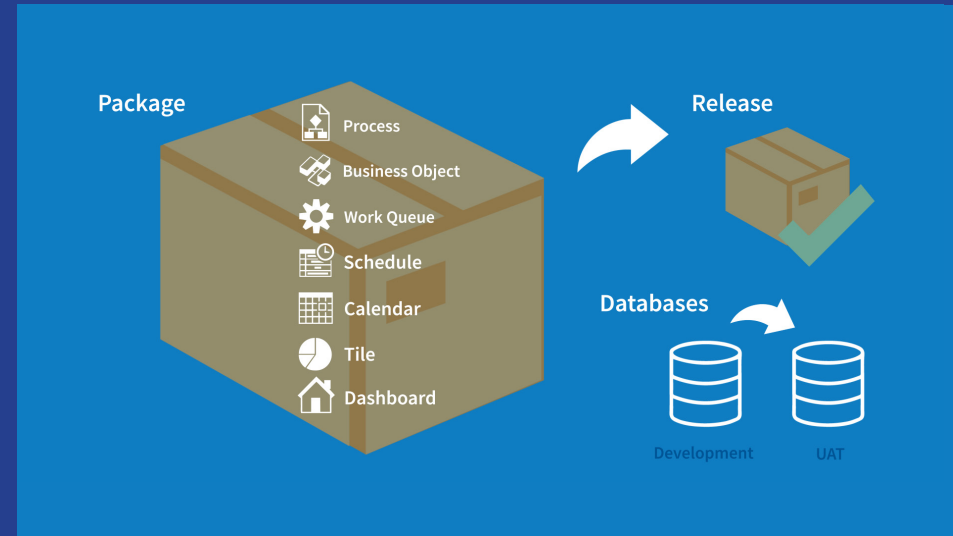 Package
Process
Business Object
Work Queue
Schedule
Calendar
Tile
Dashboard
Release
Databases
Development
UAT